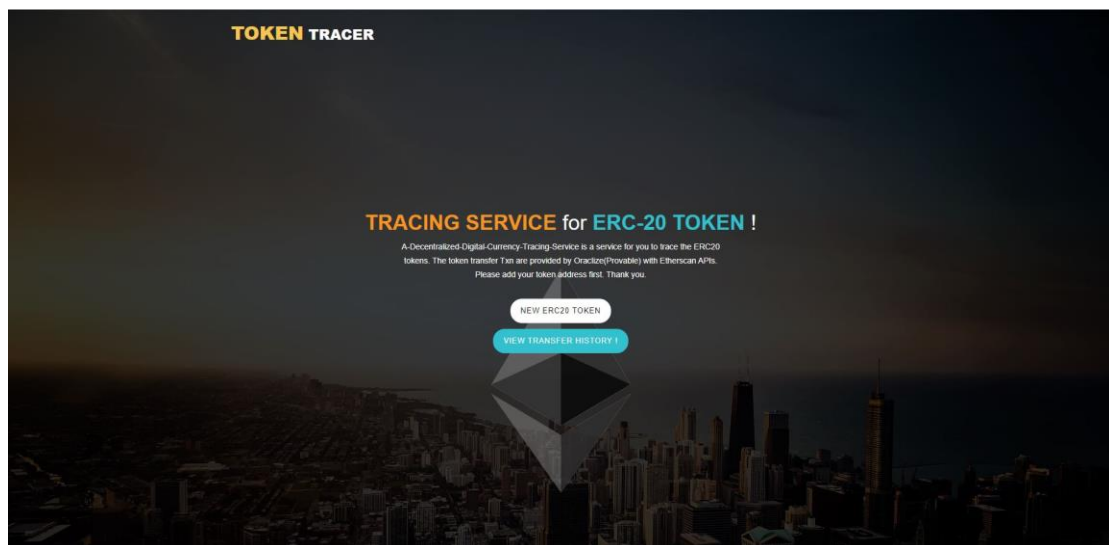 TOKEN TRACER
TRACING SERVICE for ERC-20 TOKEN !
A-Decentralized-Digital-Currency-Tracing-Service is a service for you to trace the ERC20
tokens. The token transfer Txn are provided by Oraclize(Provable) with Etherscan APIs.
Please add your token address first. Thank you.
NEW ERC20 TOKEN
VIEW TRANSFER HISTORY !